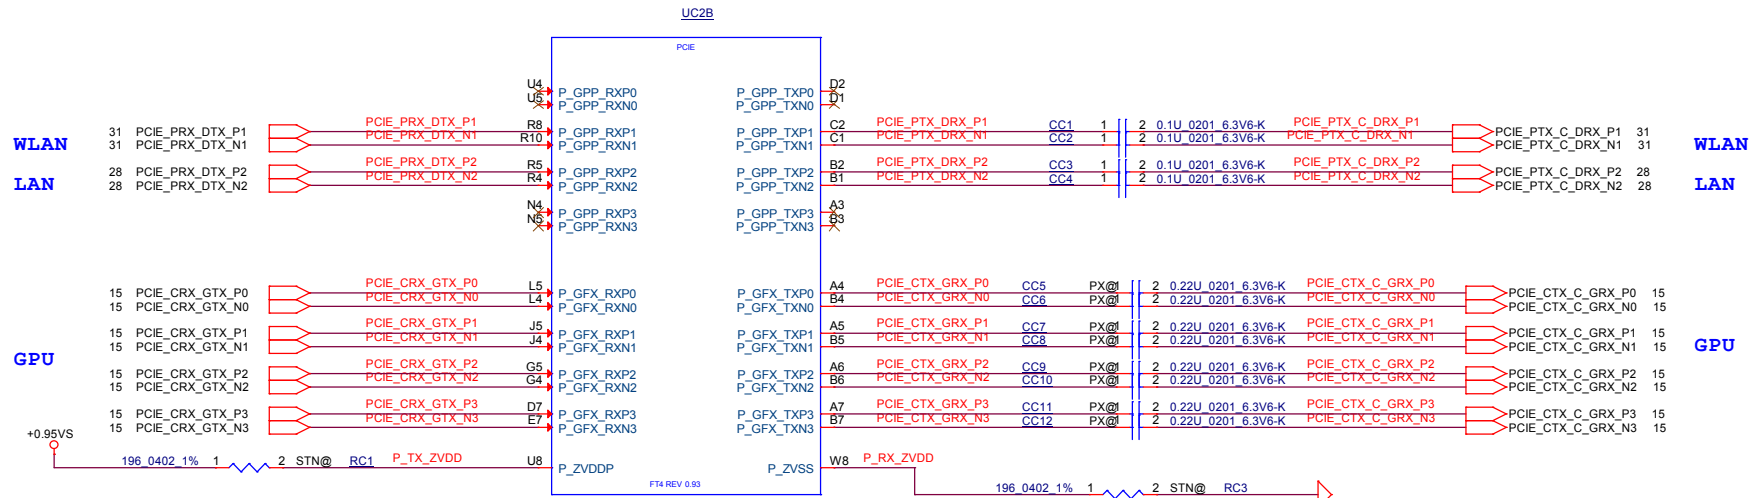 UC2B
PCIE
U4 P_GPP_RXP0 P_GPP_TXP0 D2
U5 P_GPP_RXN0 P_GPP_TXN0 D1
WLAN
31 PCIE_PRX_DTX_P1 PCIE_PRX_DTX_P1 R8 P_GPP_RXP1 P_GPP_TXP1 C2 PCIE_PTX_DRX_P1 CC1 1 2 0.1U_0201_6.3V6-K PCIE_PTX_C_DRX_P1 PCIE_PTX_C_DRX_P1 31
31 PCIE_PRX_DTX_N1 PCIE_PRX_DTX_N1 R10 P_GPP_RXN1 P_GPP_TXN1 C1 PCIE_PTX_DRX_N1 CC2 1 2 0.1U_0201_6.3V6-K PCIE_PTX_C_DRX_N1 PCIE_PTX_C_DRX_N1 31
WLAN
LAN
28 PCIE_PRX_DTX_P2 PCIE_PRX_DTX_P2 R5 P_GPP_RXP2 P_GPP_TXP2 B2 PCIE_PTX_DRX_P2 CC3 1 2 0.1U_0201_6.3V6-K PCIE_PTX_C_DRX_P2 PCIE_PTX_C_DRX_P2 28
28 PCIE_PRX_DTX_N2 PCIE_PRX_DTX_N2 R4 P_GPP_RXN2 P_GPP_TXN2 B1 PCIE_PTX_DRX_N2 CC4 1 2 0.1U_0201_6.3V6-K PCIE_PTX_C_DRX_N2 PCIE_PTX_C_DRX_N2 28
LAN
N4 P_GPP_RXP3 P_GPP_TXP3 A3
N5 P_GPP_RXN3 P_GPP_TXN3 B3
15 PCIE_CRX_GTX_P0 PCIE_CRX_GTX_P0 L5 P_GFX_RXP0 P_GFX_TXP0 A4 PCIE_CTX_GRX_P0 CC5 PX@1 2 0.22U_0201_6.3V6-K PCIE_CTX_C_GRX_P0 PCIE_CTX_C_GRX_P0 15
15 PCIE_CRX_GTX_N0 PCIE_CRX_GTX_N0 L4 P_GFX_RXN0 P_GFX_TXN0 B4 PCIE_CTX_GRX_N0 CC6 PX@1 2 0.22U_0201_6.3V6-K PCIE_CTX_C_GRX_N0 PCIE_CTX_C_GRX_N0 15
15 PCIE_CRX_GTX_P1 PCIE_CRX_GTX_P1 J5 P_GFX_RXP1 P_GFX_TXP1 A5 PCIE_CTX_GRX_P1 CC7 PX@1 2 0.22U_0201_6.3V6-K PCIE_CTX_C_GRX_P1 PCIE_CTX_C_GRX_P1 15
15 PCIE_CRX_GTX_N1 PCIE_CRX_GTX_N1 J4 P_GFX_RXN1 P_GFX_TXN1 B5 PCIE_CTX_GRX_N1 CC8 PX@1 2 0.22U_0201_6.3V6-K PCIE_CTX_C_GRX_N1 PCIE_CTX_C_GRX_N1 15
GPU
GPU
15 PCIE_CRX_GTX_P2 PCIE_CRX_GTX_P2 G5 P_GFX_RXP2 P_GFX_TXP2 A6 PCIE_CTX_GRX_P2 CC9 PX@1 2 0.22U_0201_6.3V6-K PCIE_CTX_C_GRX_P2 PCIE_CTX_C_GRX_P2 15
15 PCIE_CRX_GTX_N2 PCIE_CRX_GTX_N2 G4 P_GFX_RXN2 P_GFX_TXN2 B6 PCIE_CTX_GRX_N2 CC10 PX@1 2 0.22U_0201_6.3V6-K PCIE_CTX_C_GRX_N2 PCIE_CTX_C_GRX_N2 15
15 PCIE_CRX_GTX_P3 PCIE_CRX_GTX_P3 D7 P_GFX_RXP3 P_GFX_TXP3 A7 PCIE_CTX_GRX_P3 CC11 PX@1 2 0.22U_0201_6.3V6-K PCIE_CTX_C_GRX_P3 PCIE_CTX_C_GRX_P3 15
15 PCIE_CRX_GTX_N3 PCIE_CRX_GTX_N3 E7 P_GFX_RXN3 P_GFX_TXN3 B7 PCIE_CTX_GRX_N3 CC12 PX@1 2 0.22U_0201_6.3V6-K PCIE_CTX_C_GRX_N3 PCIE_CTX_C_GRX_N3 15
+0.95VS
196_0402_1% 1 2 STN@ RC1 P_TX_ZVDD U8 P_ZVDDP P_ZVSS W8 P_RX_ZVDD
FT4 REV 0.93
196_0402_1% 1 2 STN@ RC3